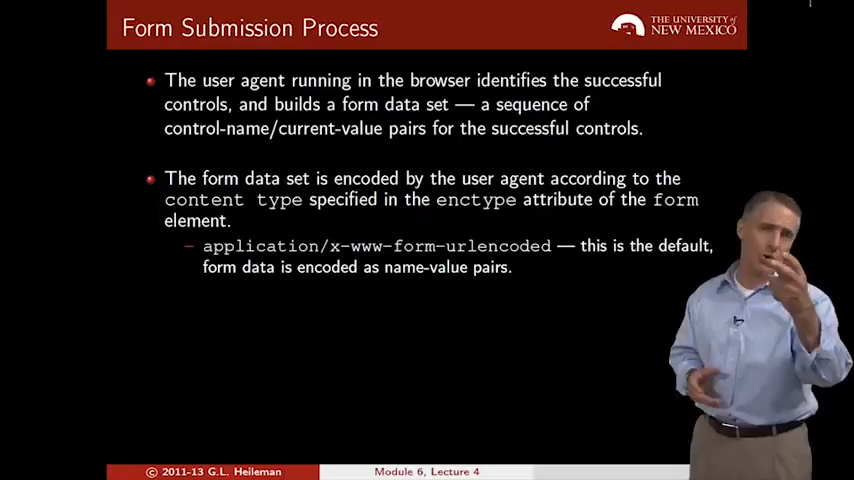 Form Submission Process
THE UNIVERSITY of
NEW MEXICO
The user agent running in the browser identifies the successful
controls, and builds a form data set — a sequence of
control-name/current-value pairs for the successful controls.
The form data set is encoded by the user agent according to the
content type specified in the enctype attribute of the form
element.
– application/x-www-form-urlencoded — this is the default,
form data is encoded as name-value pairs.
© 2011-13 G.L. Heileman
Module 6, Lecture 4